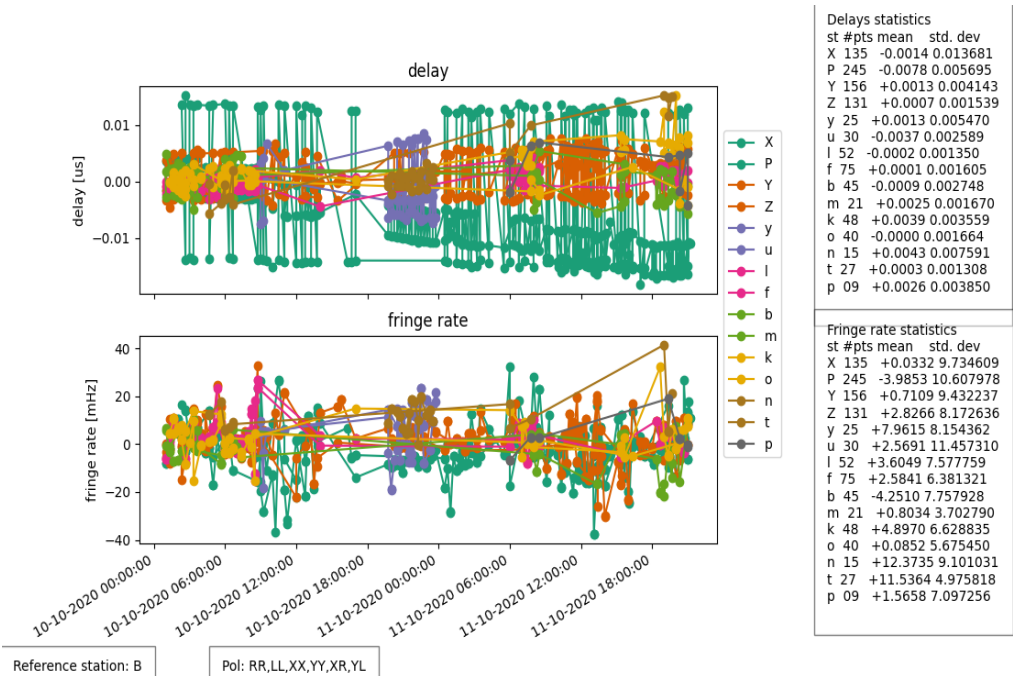 delay
0.01
0.00
−0.01
delay [us]
fringe rate
40
20
0
−20
−40
fringe rate [mHz]
10-10-2020 00:00:00
10-10-2020 06:00:00
10-10-2020 12:00:00
10-10-2020 18:00:00
11-10-2020 00:00:00
11-10-2020 06:00:00
11-10-2020 12:00:00
11-10-2020 18:00:00
X
P
Y
Z
y
u
l
f
b
m
k
o
n
t
p
Delays statistics
st #pts mean std. dev
X 135 -0.0014 0.013681
P 245 -0.0078 0.005695
Y 156 +0.0013 0.004143
Z 131 +0.0007 0.001539
y 25 +0.0013 0.005470
u 30 -0.0037 0.002589
l 52 -0.0002 0.001350
f 75 +0.0001 0.001605
b 45 -0.0009 0.002748
m 21 +0.0025 0.001670
k 48 +0.0039 0.003559
o 40 -0.0000 0.001664
n 15 +0.0043 0.007591
t 27 +0.0003 0.001308
p 09 +0.0026 0.003850
Fringe rate statistics
st #pts mean std. dev
X 135 +0.0332 9.734609
P 245 -3.9853 10.607978
Y 156 +0.7109 9.432237
Z 131 +2.8266 8.172636
y 25 +7.9615 8.154362
u 30 +2.5691 11.457310
l 52 +3.6049 7.577759
f 75 +2.5841 6.381321
b 45 -4.2510 7.757928
m 21 +0.8034 3.702790
k 48 +4.8970 6.628835
o 40 +0.0852 5.675450
n 15 +12.3735 9.101031
t 27 +11.5364 4.975818
p 09 +1.5658 7.097256
Reference station: B
Pol: RR,LL,XX,YY,XR,YL